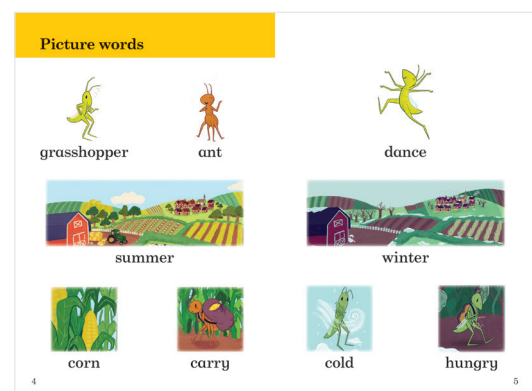 Picture words
grasshopper ant
summer
corn carry
4
dance
winter
cold hungry
5